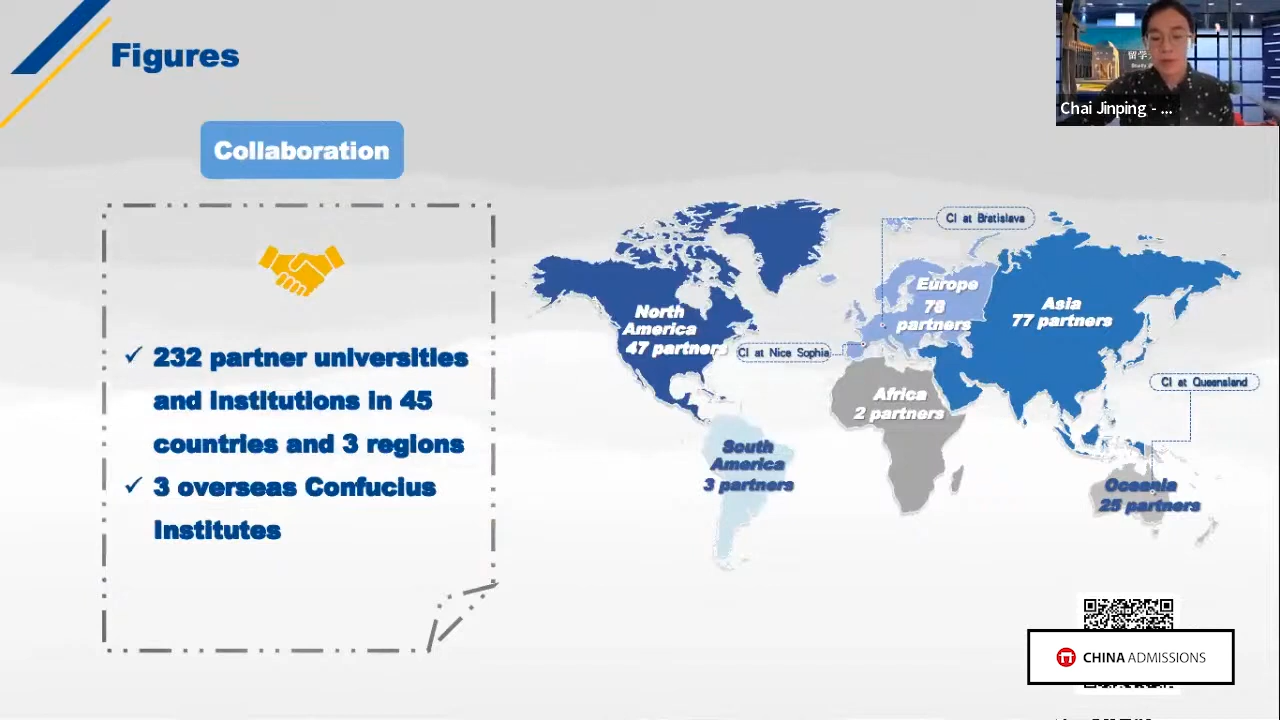 Figures
Chai Jinping - ...
Collaboration
232 partner universities
and institutions in 45
countries and 3 regions
3 overseas Confucius
Institutes
CI at Bratislava
North
America
47 partners
Europe
78
partners
Asia
77 partners
CI at Nice Sophia
CI at Queensland
Africa
2 partners
South
America
3 partners
Oceania
25 partners
CHINA ADMISSIONS